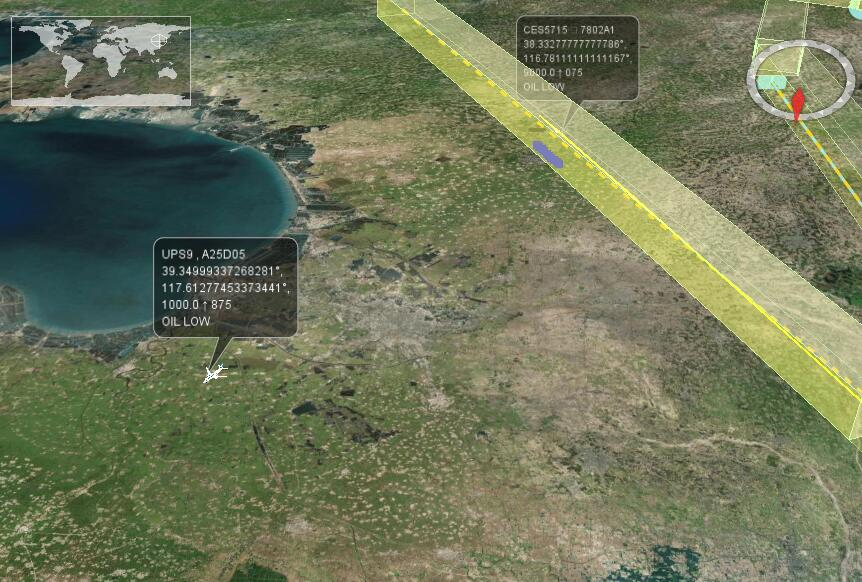 CES5715 □ 7802A1
38.33277777777786°,
116.78111111111167°,
9000.0 ↑ 075
OIL LOW
UPS9 , A25D05
39.34999337268281°,
117.61277453373441°,
1000.0 ↑ 875
OIL LOW